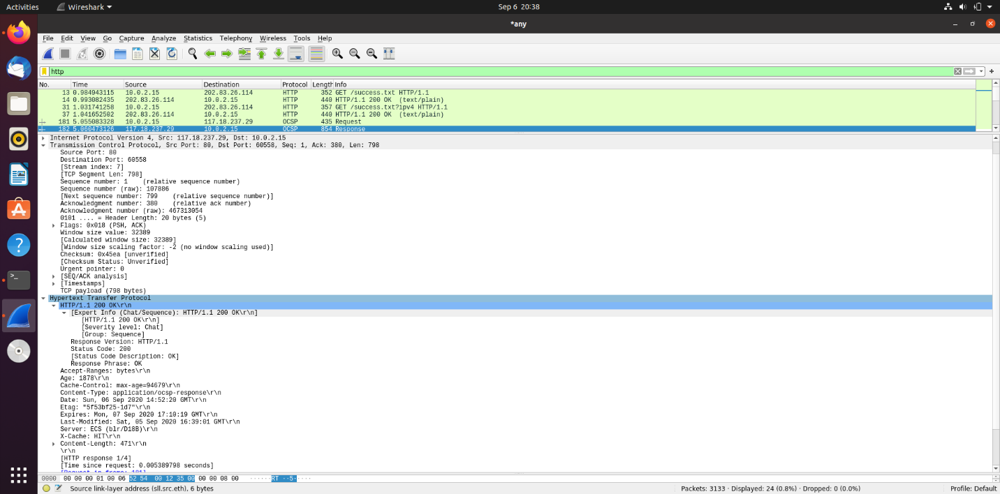 Activities Wireshark Sep 6 20:38
*any
File Edit View Go Capture Analyze Statistics Telephony Wireless Tools Help
http
No. Time Source Destination Protocol Length Info
13 0.984943115 10.0.2.15 202.83.26.114 HTTP 352 GET /success.txt HTTP/1.1
14 0.993082435 202.83.26.114 10.0.2.15 HTTP 440 HTTP/1.1 200 OK (text/plain)
31 1.031741258 10.0.2.15 202.83.26.114 HTTP 357 GET /success.txt?ipv4 HTTP/1.1
37 1.041652502 202.83.26.114 10.0.2.15 HTTP 440 HTTP/1.1 200 OK (text/plain)
181 5.055083328 10.0.2.15 117.18.237.29 OCSP 435 Request
182 5.060473126 117.18.237.29 10.0.2.15 OCSP 854 Response
Internet Protocol Version 4, Src: 117.18.237.29, Dst: 10.0.2.15
Transmission Control Protocol, Src Port: 80, Dst Port: 60558, Seq: 1, Ack: 380, Len: 798
Source Port: 80
Destination Port: 60558
[Stream index: 7]
[TCP Segment Len: 798]
Sequence number: 1 (relative sequence number)
Sequence number (raw): 107886
[Next sequence number: 799 (relative sequence number)]
Acknowledgment number: 380 (relative ack number)
Acknowledgment number (raw): 467313054
0101 .... = Header Length: 20 bytes (5)
Flags: 0x018 (PSH, ACK)
Window size value: 32389
[Calculated window size: 32389]
[Window size scaling factor: -2 (no window scaling used)]
Checksum: 0x45ea [unverified]
[Checksum Status: Unverified]
Urgent pointer: 0
[SEQ/ACK analysis]
[Timestamps]
TCP payload (798 bytes)
Hypertext Transfer Protocol
HTTP/1.1 200 OK\r\n
[Expert Info (Chat/Sequence): HTTP/1.1 200 OK\r\n]
[HTTP/1.1 200 OK\r\n]
[Severity level: Chat]
[Group: Sequence]
Response Version: HTTP/1.1
Status Code: 200
[Status Code Description: OK]
Response Phrase: OK
Accept-Ranges: bytes\r\n
Age: 1878\r\n
Cache-Control: max-age=94679\r\n
Content-Type: application/ocsp-response\r\n
Date: Sun, 06 Sep 2020 14:52:20 GMT\r\n
Etag: "5f53bf25-1d7"\r\n
Expires: Mon, 07 Sep 2020 17:10:19 GMT\r\n
Last-Modified: Sat, 05 Sep 2020 16:39:01 GMT\r\n
Server: ECS (blr/D18B)\r\n
X-Cache: HIT\r\n
Content-Length: 471\r\n
\r\n
[HTTP response 1/4]
[Time since request: 0.005389798 seconds]
[Request in frame: 181]
0000 00 00 00 01 00 06 52 54 00 12 35 00 00 00 08 00 ······RT ··5·····
Source link-layer address (sll.src.eth), 6 bytes Packets: 3133 · Displayed: 24 (0.8%) · Dropped: 0 (0.0%) Profile: Default